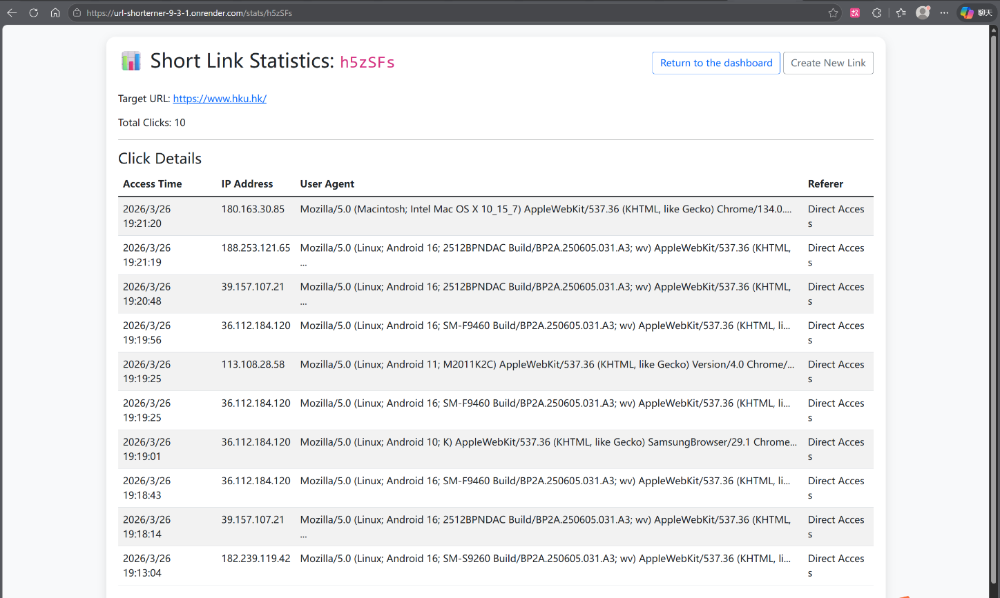 https://url-shorterner-9-3-1.onrender.com/stats/h5zSFs
聊天
Short Link Statistics: h5zSFs
Return to the dashboard
Create New Link
Target URL: https://www.hku.hk/
Total Clicks: 10
Click Details
Access Time IP Address User Agent Referer
2026/3/26 180.163.30.85 Mozilla/5.0 (Macintosh; Intel Mac OS X 10_15_7) AppleWebKit/537.36 (KHTML, like Gecko) Chrome/134.0.... Direct Acces
19:21:20 s
2026/3/26 188.253.121.65 Mozilla/5.0 (Linux; Android 16; 2512BPNDAC Build/BP2A.250605.031.A3; wv) AppleWebKit/537.36 (KHTML, Direct Acces
19:21:19 ... s
2026/3/26 39.157.107.21 Mozilla/5.0 (Linux; Android 16; 2512BPNDAC Build/BP2A.250605.031.A3; wv) AppleWebKit/537.36 (KHTML, Direct Acces
19:20:48 ... s
2026/3/26 36.112.184.120 Mozilla/5.0 (Linux; Android 16; SM-F9460 Build/BP2A.250605.031.A3; wv) AppleWebKit/537.36 (KHTML, li... Direct Acces
19:19:56 s
2026/3/26 113.108.28.58 Mozilla/5.0 (Linux; Android 11; M2011K2C) AppleWebKit/537.36 (KHTML, like Gecko) Version/4.0 Chrome/... Direct Acces
19:19:25 s
2026/3/26 36.112.184.120 Mozilla/5.0 (Linux; Android 16; SM-F9460 Build/BP2A.250605.031.A3; wv) AppleWebKit/537.36 (KHTML, li... Direct Acces
19:19:25 s
2026/3/26 36.112.184.120 Mozilla/5.0 (Linux; Android 10; K) AppleWebKit/537.36 (KHTML, like Gecko) SamsungBrowser/29.1 Chrome... Direct Acces
19:19:01 s
2026/3/26 36.112.184.120 Mozilla/5.0 (Linux; Android 16; SM-F9460 Build/BP2A.250605.031.A3; wv) AppleWebKit/537.36 (KHTML, li... Direct Acces
19:18:43 s
2026/3/26 39.157.107.21 Mozilla/5.0 (Linux; Android 16; 2512BPNDAC Build/BP2A.250605.031.A3; wv) AppleWebKit/537.36 (KHTML, Direct Acces
19:18:14 ... s
2026/3/26 182.239.119.42 Mozilla/5.0 (Linux; Android 16; SM-S9260 Build/BP2A.250605.031.A3; wv) AppleWebKit/537.36 (KHTML, li... Direct Acces
19:13:04 s